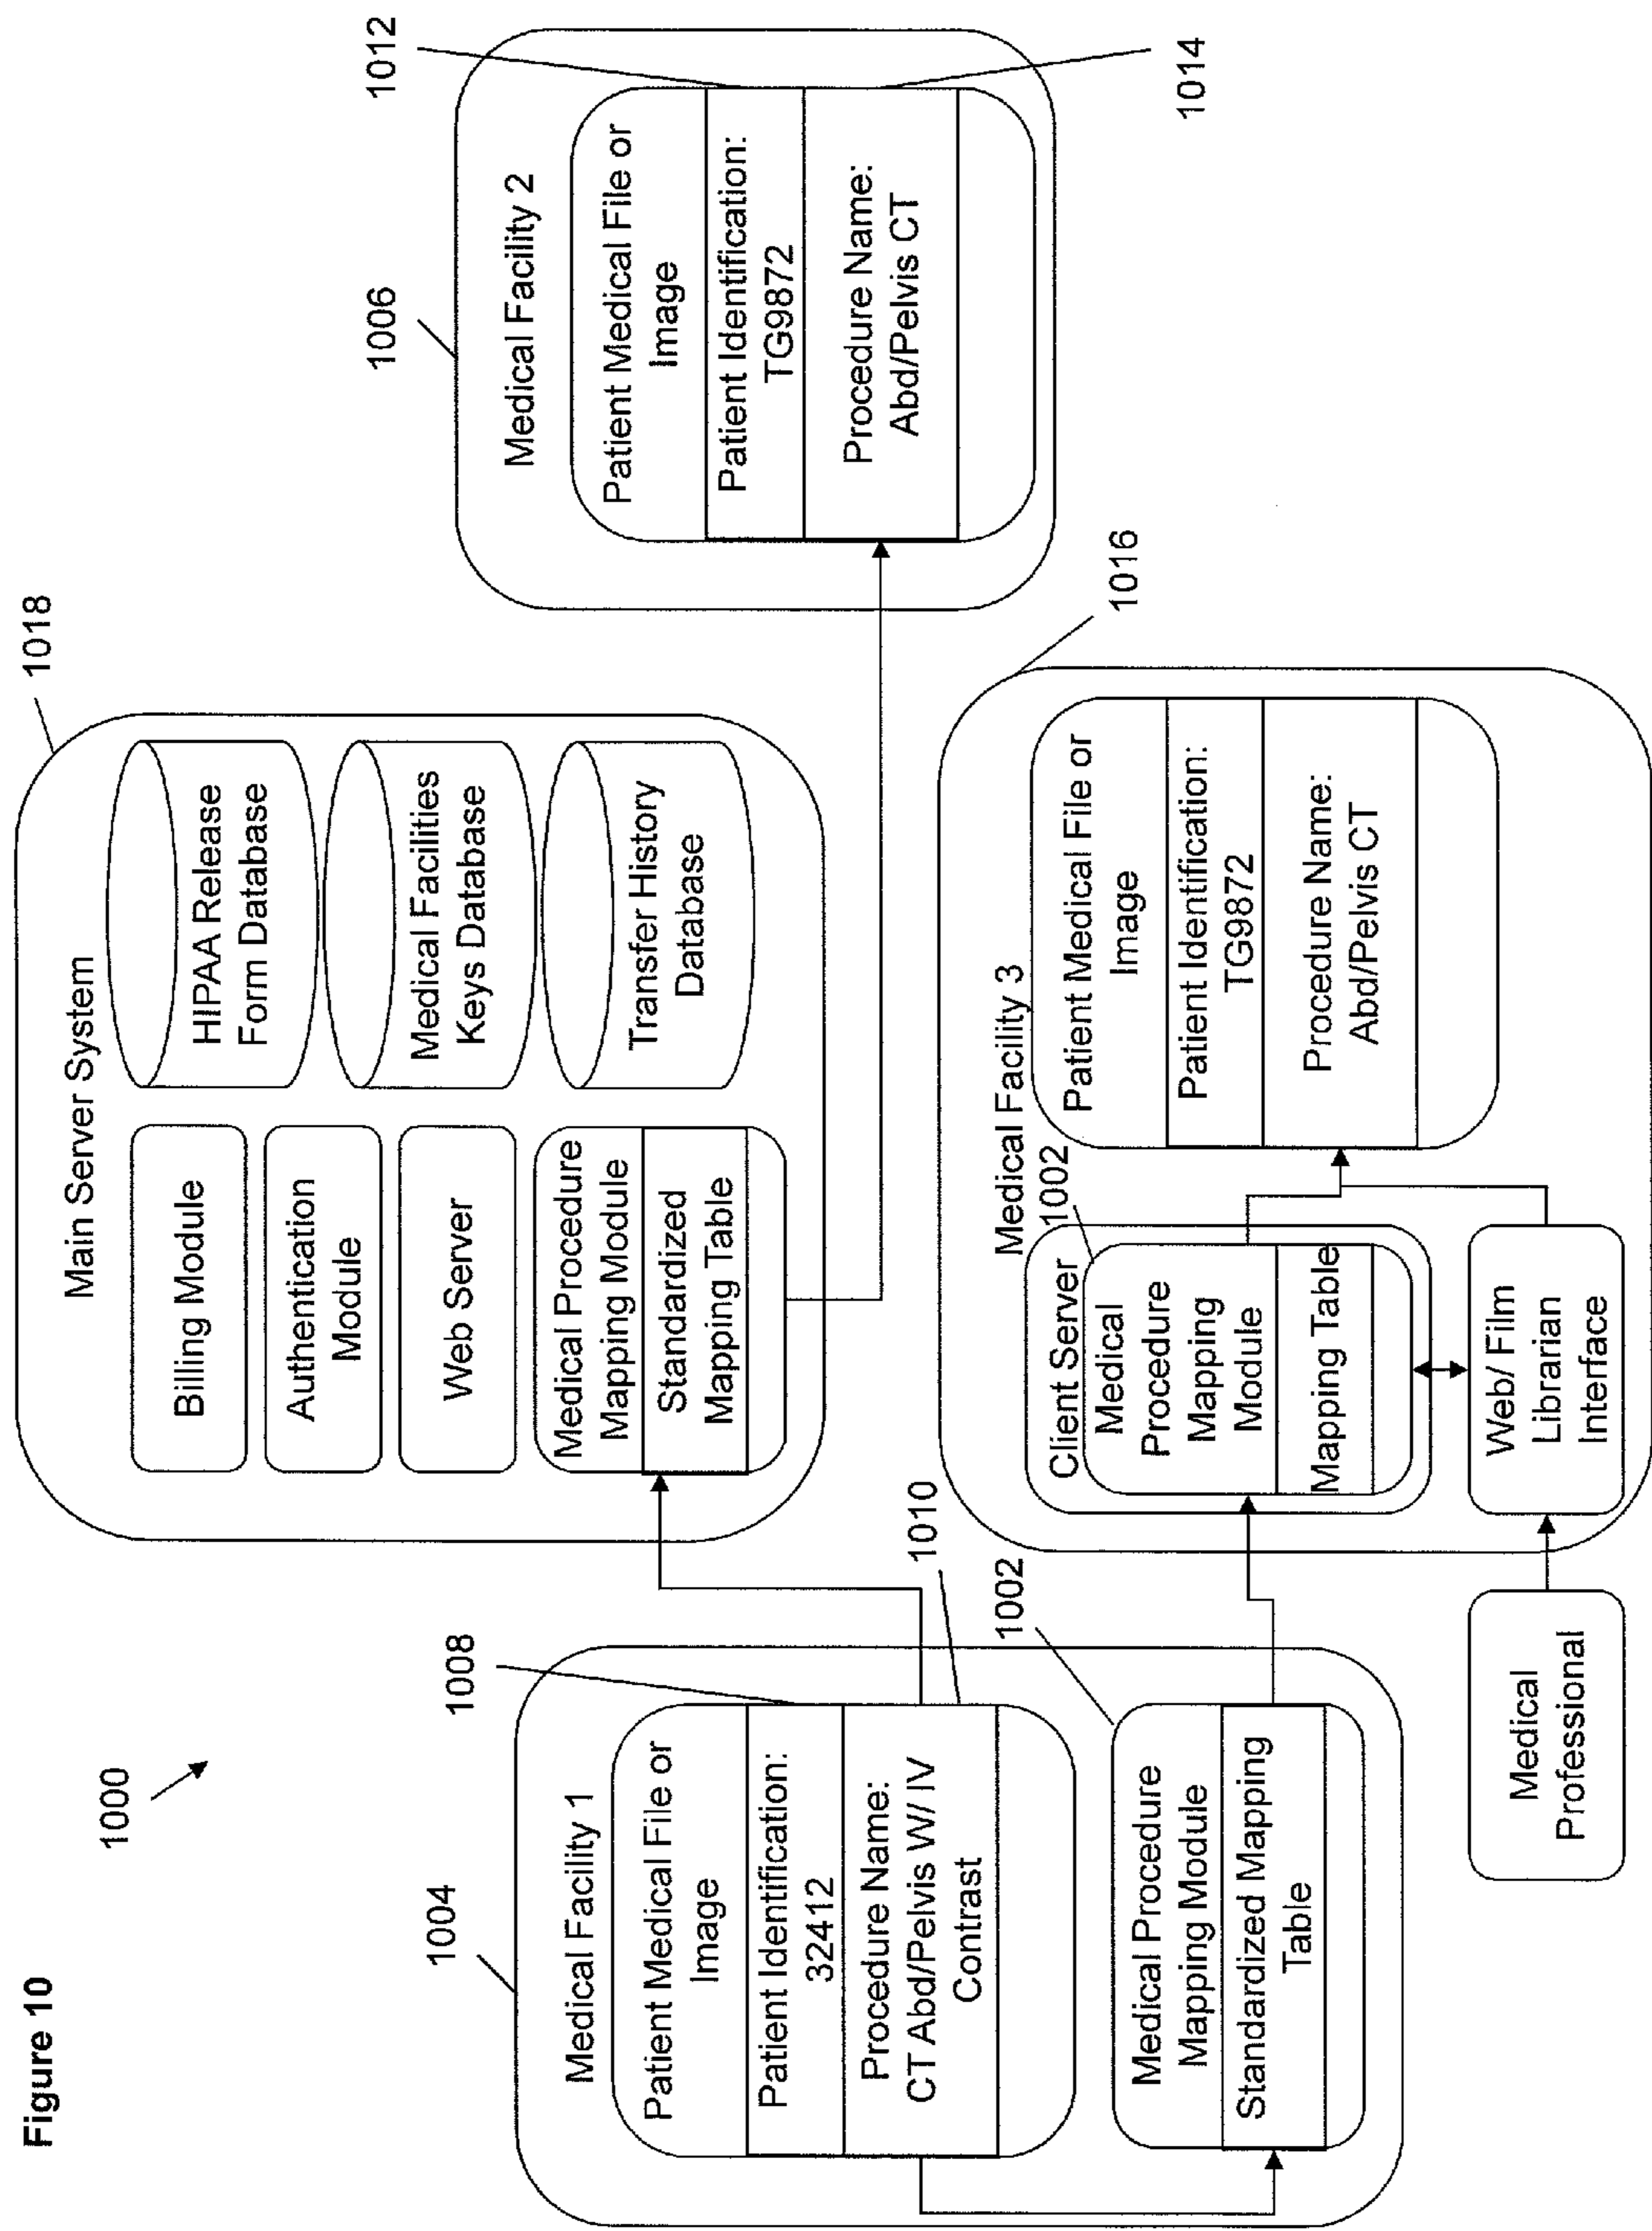 Figure 10
1000
1004
Medical Facility 1
Patient Medical File or
Image
Patient Identification:
32412
Procedure Name:
CT Abd/Pelvis W/ IV
Contrast
1008
1010
1002
Medical Procedure
Mapping Module
Standardized Mapping
Table
Medical
Professional
1018
Main Server System
Billing Module
Authentication
Module
Web Server
Medical Procedure
Mapping Module
Standardized
Mapping Table
HIPAA Release
Form Database
Medical Facilities
Keys Database
Transfer History
Database
1016
Medical Facility 3
1002
Client Server
Medical
Procedure
Mapping
Module
Mapping Table
Web/ Film
Librarian
Interface
Patient Medical File or
Image
Patient Identification:
TG9872
Procedure Name:
Abd/Pelvis CT
1006
Medical Facility 2
Patient Medical File or
Image
Patient Identification:
TG9872
Procedure Name:
Abd/Pelvis CT
1012
1014